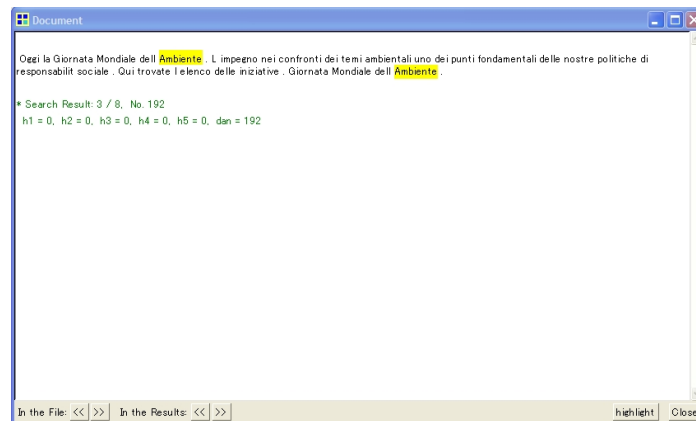 Document
Oggi la Giornata Mondiale dell Ambiente . L impegno nei confronti dei temi ambientali uno dei punti fondamentali delle nostre politiche di
responsabilit sociale . Qui trovate l elenco delle iniziative . Giornata Mondiale dell Ambiente .
* Search Result: 3 / 8, No. 192
h1 = 0, h2 = 0, h3 = 0, h4 = 0, h5 = 0, dan = 192
In the File: << >> In the Results: << >> highlight Close